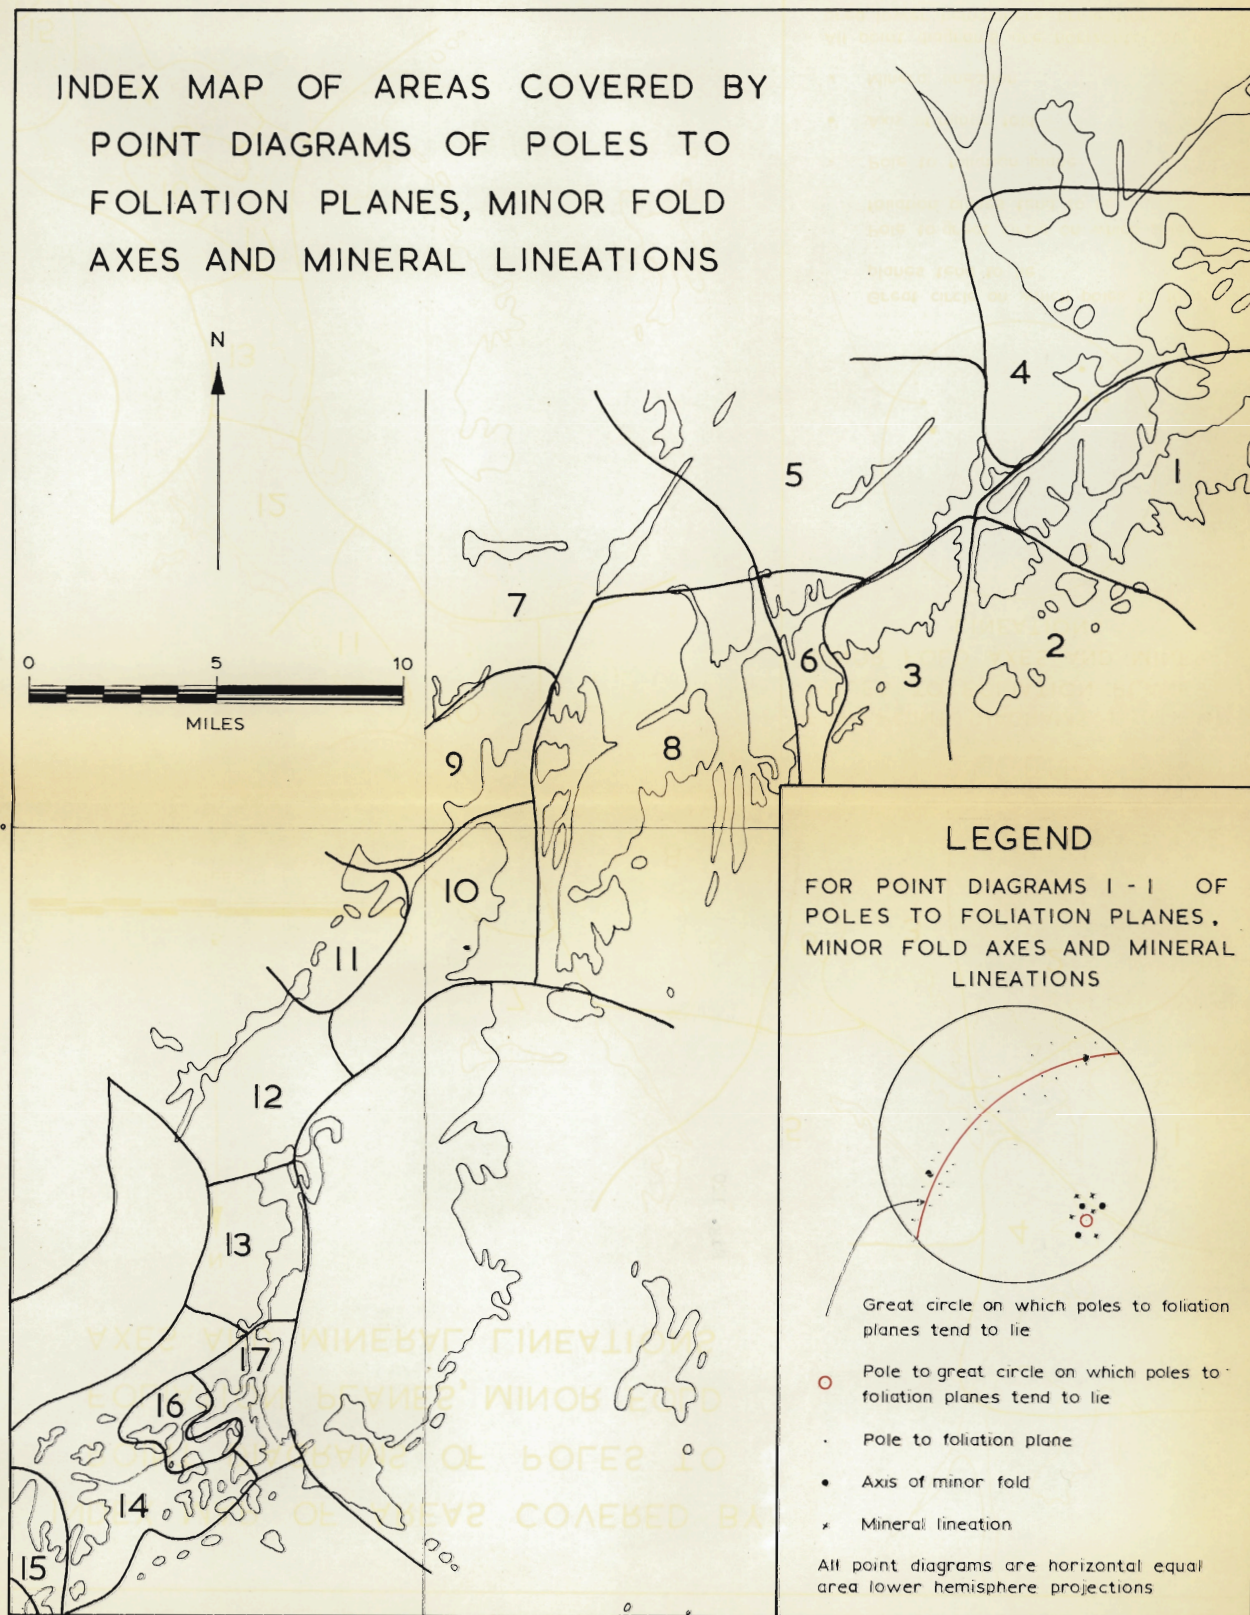 INDEX MAP OF AREAS COVERED BY
POINT DIAGRAMS OF POLES TO
FOLIATION PLANES, MINOR FOLD
AXES AND MINERAL LINEATIONS
N
0 5 10
MILES
4
1
5
7
2
6
3
8
9
10
11
12
13
17
16
14
15
LEGEND
FOR POINT DIAGRAMS 1 - 1 OF
POLES TO FOLIATION PLANES,
MINOR FOLD AXES AND MINERAL
LINEATIONS
Great circle on which poles to foliation
planes tend to lie
Pole to great circle on which poles to
foliation planes tend to lie
Pole to foliation plane
Axis of minor fold
Mineral lineation
All point diagrams are horizontal equal
area lower hemisphere projections